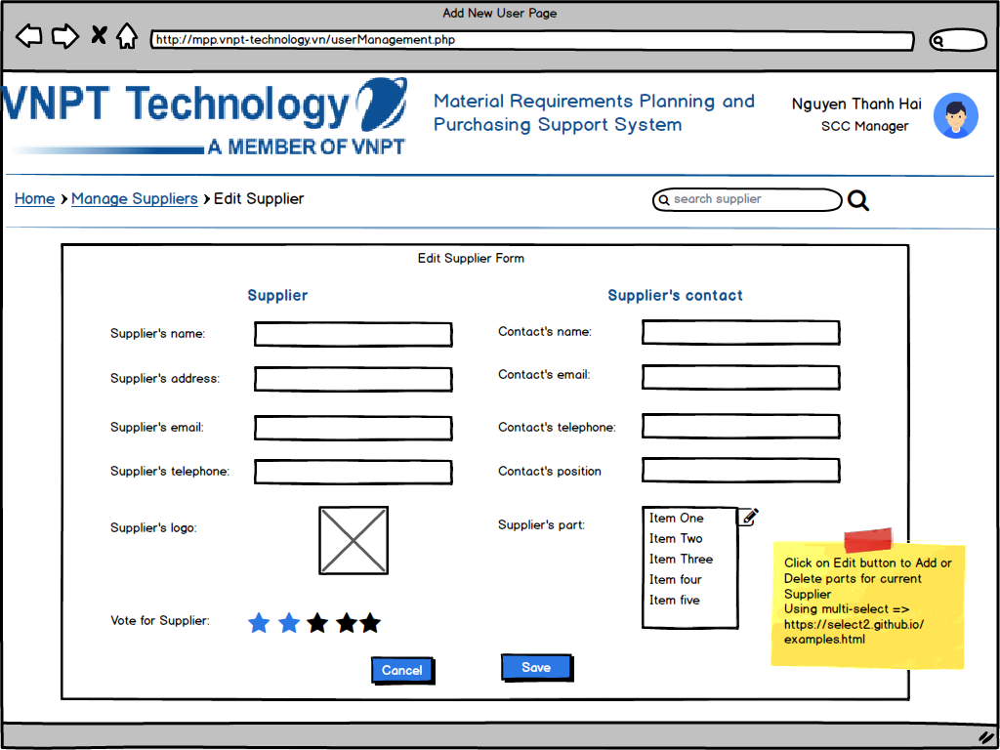 Add New User Page
http://mpp.vnpt-technology.vn/userManagement.php
VNPT Technology
A MEMBER OF VNPT
Material Requirements Planning and
Purchasing Support System
Nguyen Thanh Hai
SCC Manager
Home Manage Suppliers Edit Supplier
search supplier
Edit Supplier Form
Supplier
Supplier's contact
Supplier's name:
Contact's name:
Supplier's address:
Contact's email:
Supplier's email:
Contact's telephone:
Supplier's telephone:
Contact's position
Supplier's logo:
Supplier's part:
Item One
Item Two
Item Three
Item four
Item five
Click on Edit button to Add or
Delete parts for current
Supplier
Using multi-select =>
https://select2.github.io/
examples.html
Vote for Supplier:
Cancel
Save